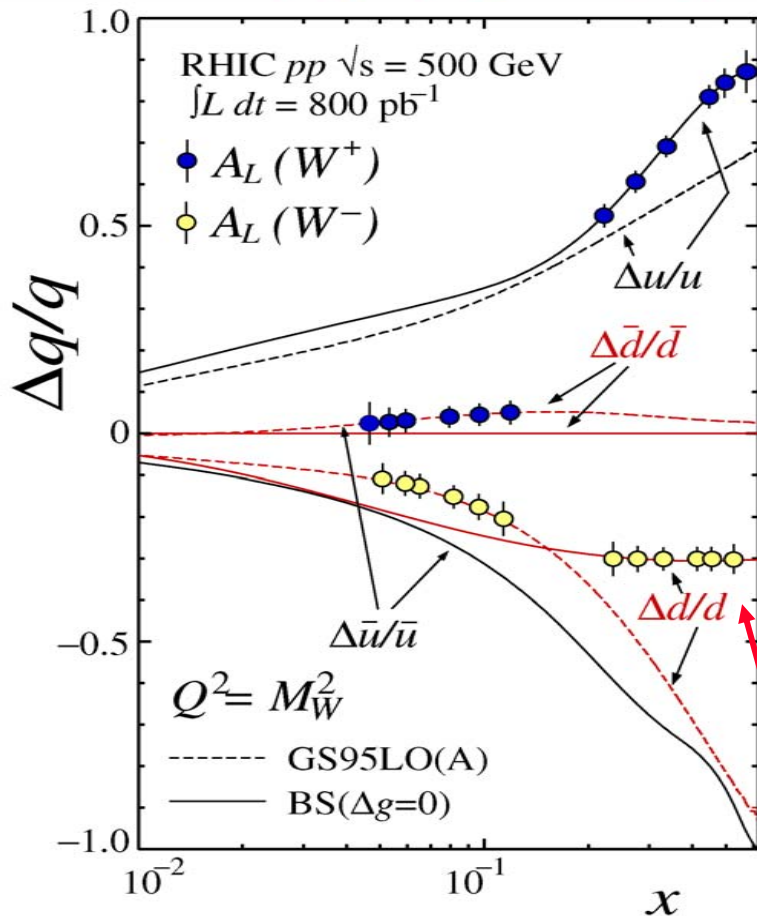 1.0
RHIC pp √s = 500 GeV
∫L dt = 800 pb⁻¹
A_L (W⁺)
A_L (W⁻)
0.5
Δu/u
Δq/q
Δd̄/d̄
0
Δd/d
Δū/ū
−0.5
Q² = M_W²
GS95LO(A)
BS(Δg=0)
−1.0
10⁻²
10⁻¹
x